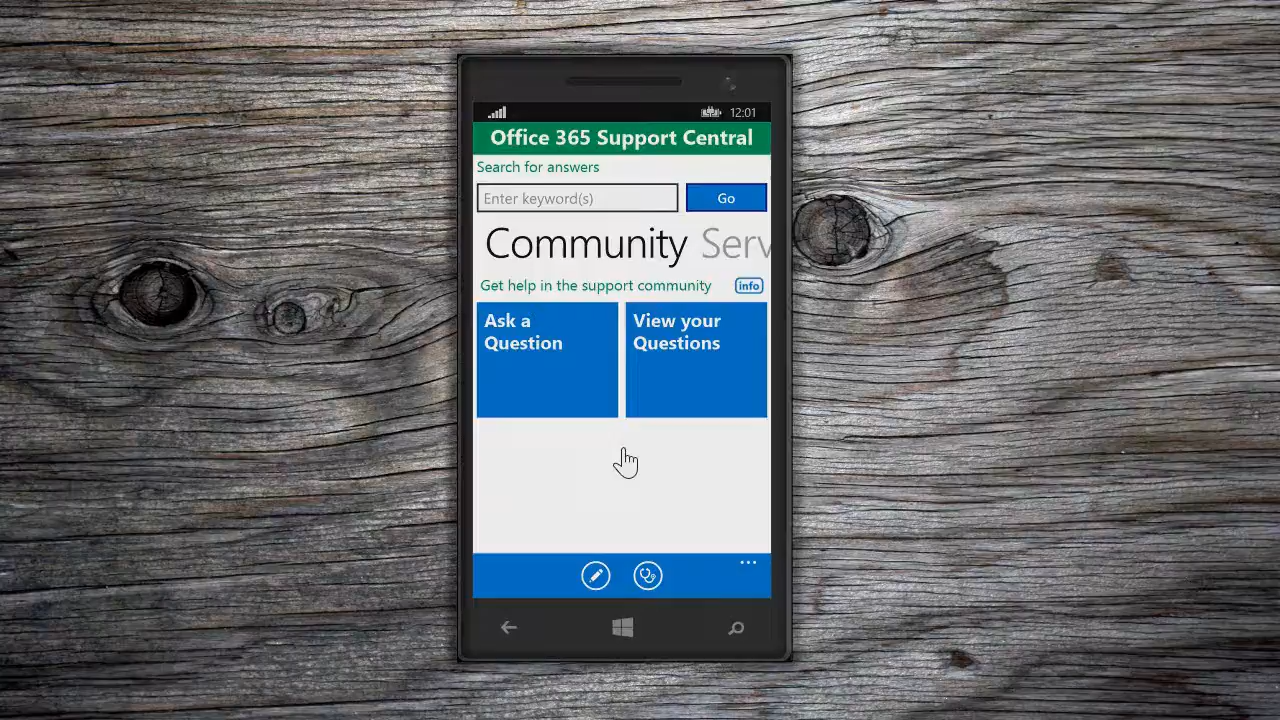 12:01
Office 365 Support Central
Search for answers
Enter keyword(s)
Go
Community Serv
Get help in the support community
info
Ask a
Question
View your
Questions